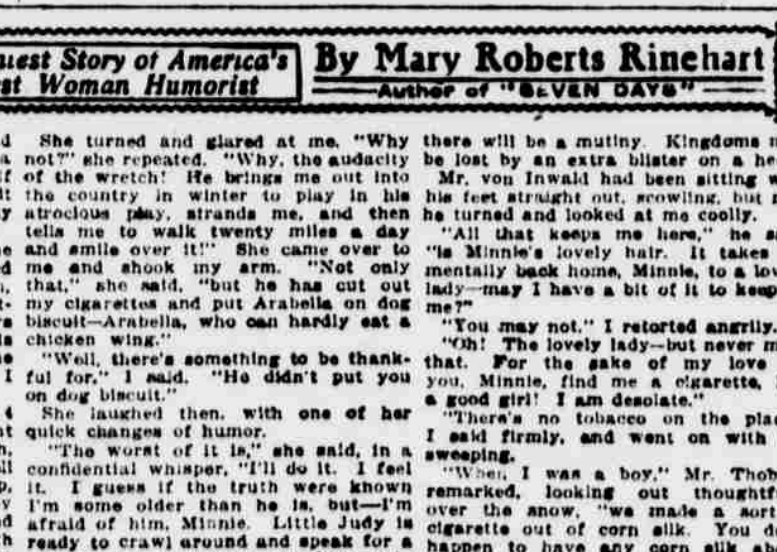 uest Story of America's
st Woman Humorist
By Mary Roberts Rinehart
Author of "SEVEN DAYS"
She turned and glared at me. "Why
not?" she repeated. "Why, the audacity
of the wretch! He brings me out into
the country in winter to play in his
atrocious play, strands me, and then
tells me to walk twenty miles a day
and smile over it!" She came over to
me and shook my arm. "Not only
that," she said, "but he has cut out
my cigarettes and put Arabella on dog
biscuit—Arabella, who can hardly eat a
chicken wing."
"Well, there's something to be thank-
ful for," I said. "He didn't put you
on dog biscuit."
She laughed then, with one of her
quick changes of humor.
"The worst of it is," she said, in a
confidential whisper, "I'll do it. I feel
it. I guess if the truth were known
I'm some older than he is, but—I'm
afraid of him, Minnie. Little Judy is
ready to crawl around and speak for a
there will be a mutiny. Kingdoms
be lost by an extra blister on a
Mr. von Inwald had been sitting
his feet straight out, scowling, but
he turned and looked at me coolly.
"All that keeps me here," he
"is Minnie's lovely hair. It takes
mentally back home, Minnie, to a
lady—may I have a bit of it to
me?"
"You may not," I retorted angrily.
"Oh! The lovely lady—but never
that. For the sake of my love
you, Minnie, find me a cigarette,
a good girl! I am desolate."
"There's no tobacco on the
I said firmly, and went on with
sweeping.
"When I was a boy," Mr.
remarked, looking out
over the snow, "we made a
cigarette out of corn silk. You
happen to have any corn silk